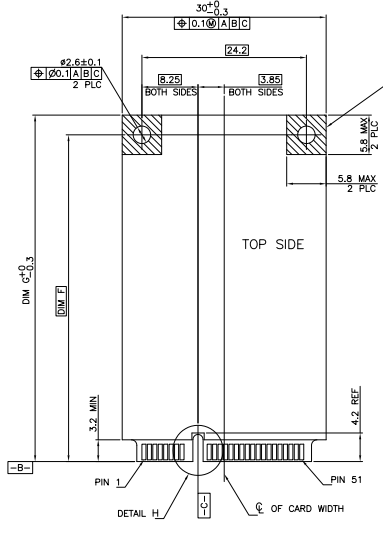 30+0 -0.3
⌖ 0.1Ⓜ A B C
24.2
ø2.6±0.1
⌖ Ø0.1 A B C
2 PLC
8.25
BOTH SIDES
3.85
BOTH SIDES
5.8 MAX
2 PLC
5.8 MAX
2 PLC
TOP SIDE
DIM G+0 -0.3
DIM F
3.2 MIN
4.2 REF
-B-
PIN 1
PIN 51
DETAIL H
-C-
℄ OF CARD WIDTH